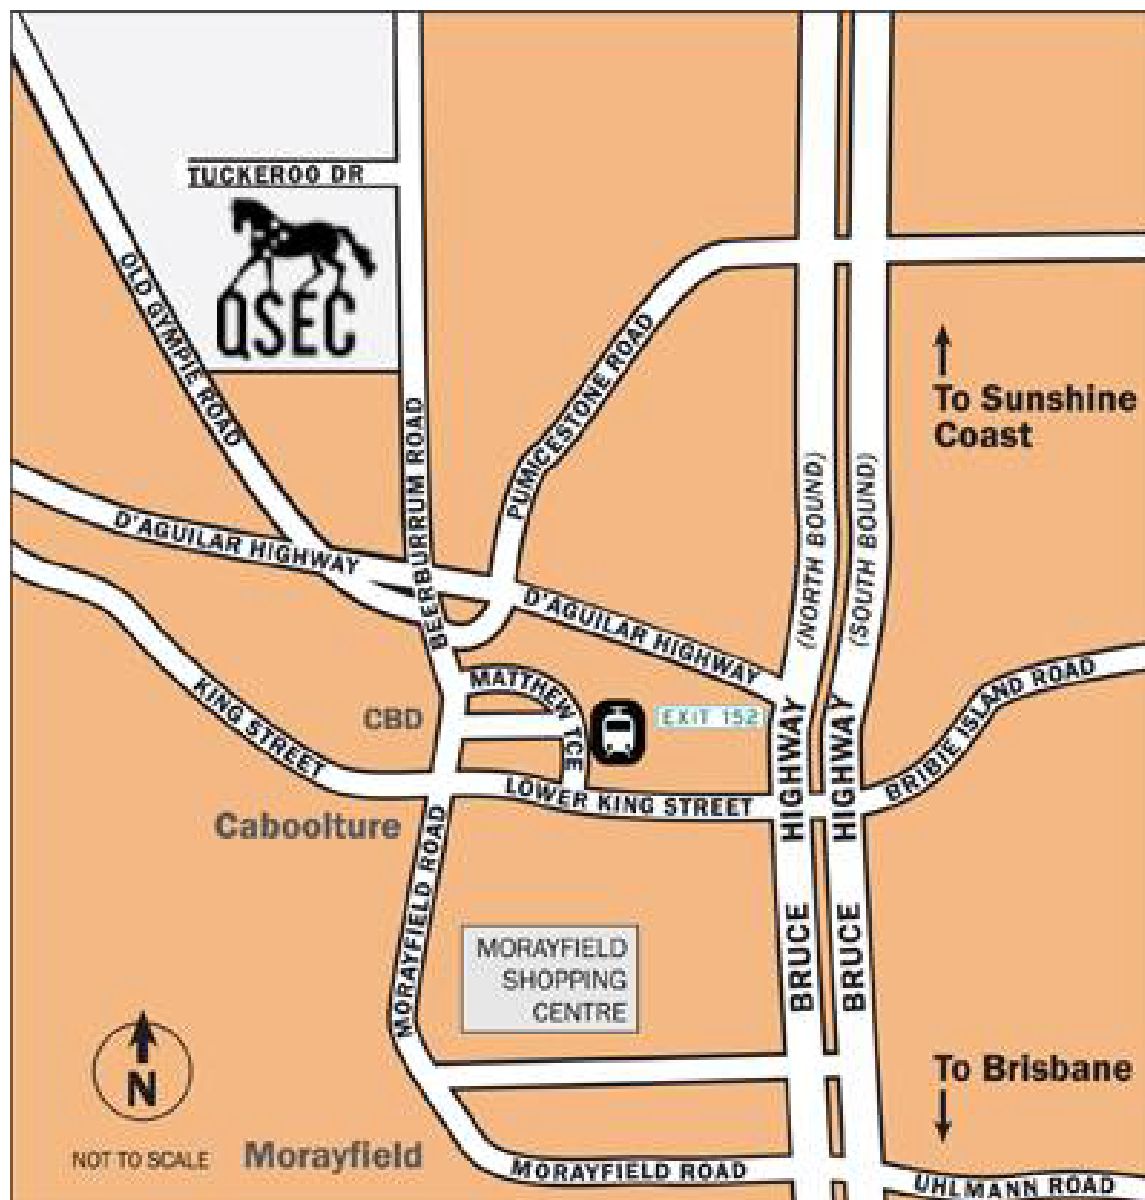 TUCKEROO DR
QSEC
OLD GYMPIE ROAD
BEERBURRUM ROAD
PUMICESTONE ROAD
To Sunshine
Coast
(NORTH BOUND)
(SOUTH BOUND)
D'AGUILAR HIGHWAY
D'AGUILAR HIGHWAY
MATTHEW TCE
CBD
EXIT 152
KING STREET
LOWER KING STREET
BRIBIE ISLAND ROAD
Caboolture
MORAYFIELD ROAD
BRUCE HIGHWAY
BRUCE HIGHWAY
MORAYFIELD
SHOPPING
CENTRE
N
NOT TO SCALE
Morayfield
To Brisbane
MORAYFIELD ROAD
UHLMANN ROAD